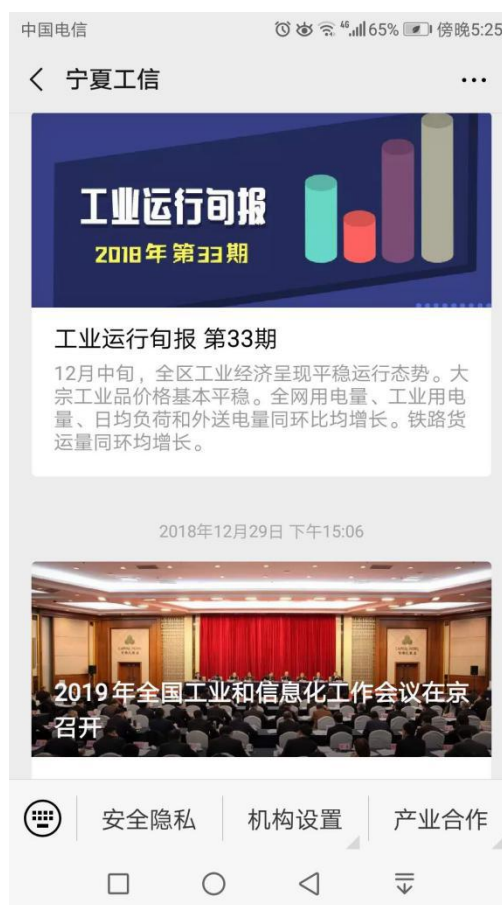 中国电信
46 65% 傍晚5:25
宁夏工信
工业运行旬报
2018年第33期
工业运行旬报 第33期
12月中旬，全区工业经济呈现平稳运行态势。大
宗工业品价格基本平稳。全网用电量、工业用电
量、日均负荷和外送电量同环比均增长。铁路货
运量同环均增长。
2018年12月29日 下午15:06
2019年全国工业和信息化工作会议在京
召开
安全隐私
机构设置
产业合作